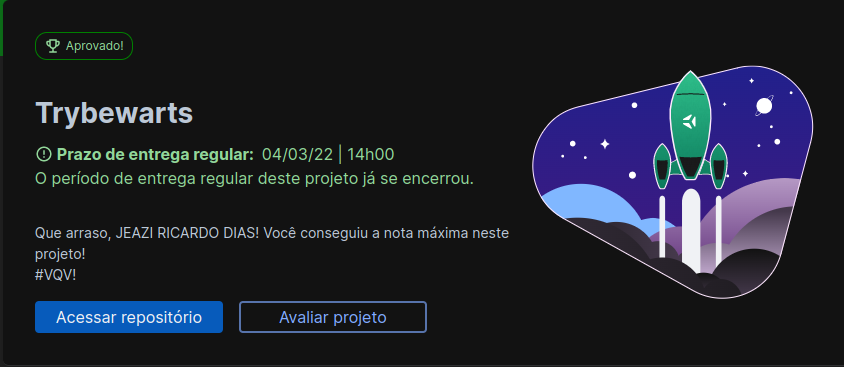 Aprovado!
Trybewarts
Prazo de entrega regular: 04/03/22 | 14h00
O período de entrega regular deste projeto já se encerrou.
Que arraso, JEAZI RICARDO DIAS! Você conseguiu a nota máxima neste
projeto!
#VQV!
Acessar repositório
Avaliar projeto